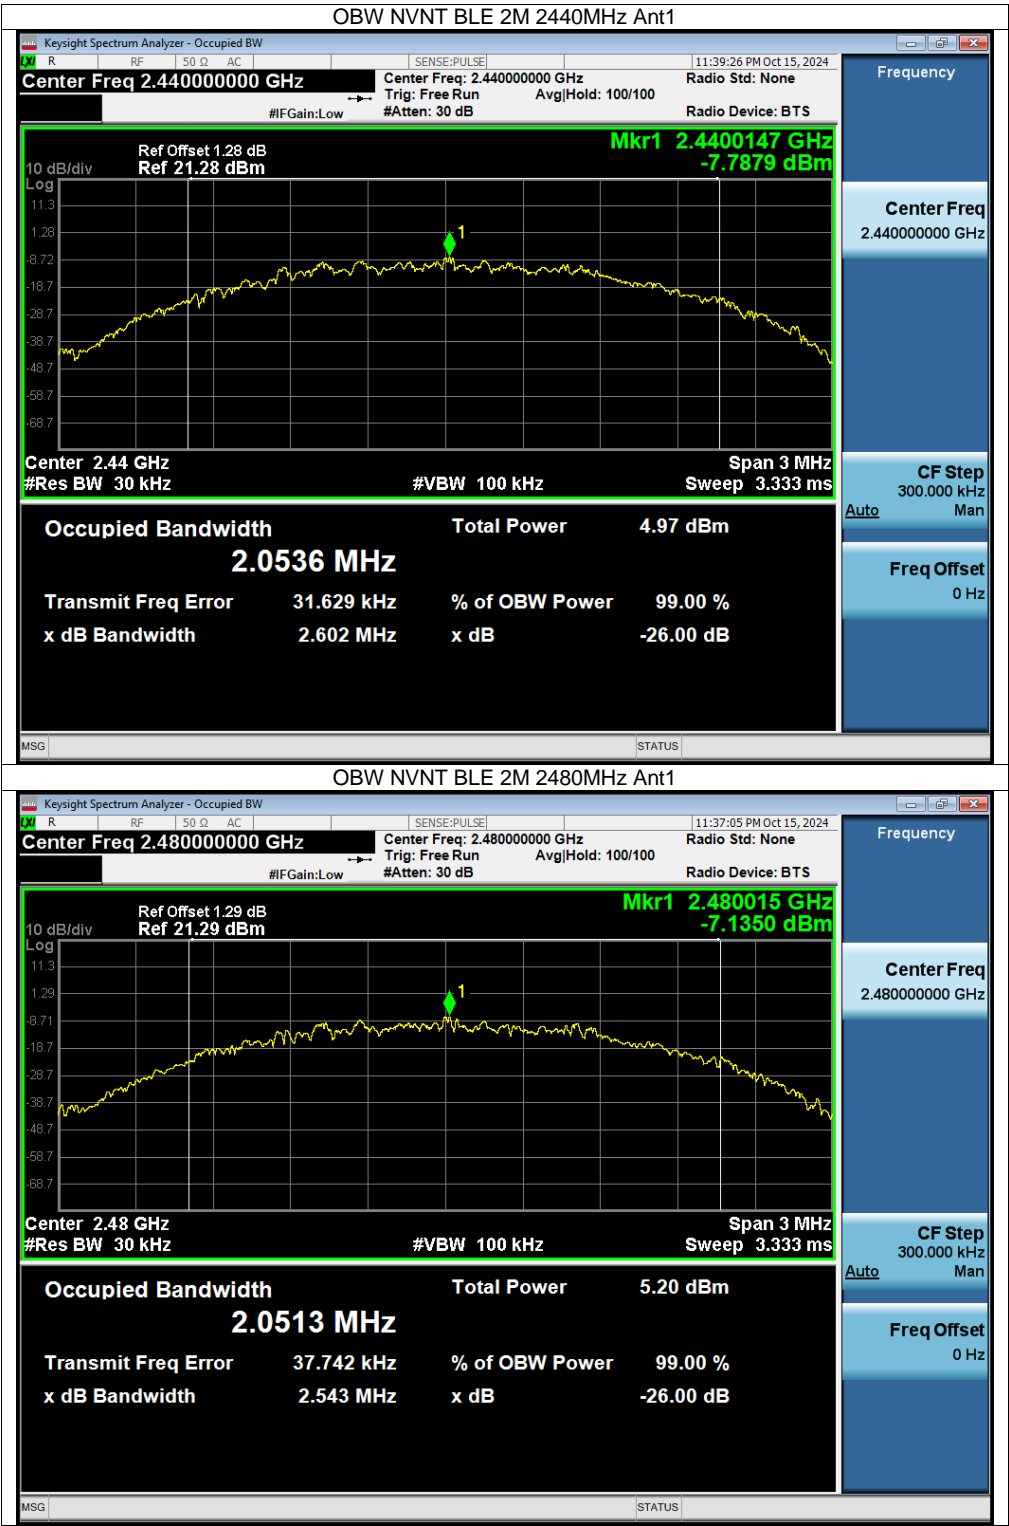 OBW NVNT BLE 2M 2440MHz Ant1
Keysight Spectrum Analyzer - Occupied BW
LXI R RF 50 Ω AC SENSE:PULSE 11:39:26 PM Oct 15, 2024
Center Freq 2.440000000 GHz
Center Freq: 2.440000000 GHz Radio Std: None
Trig: Free Run Avg|Hold: 100/100
#IFGain:Low #Atten: 30 dB Radio Device: BTS
Frequency
Mkr1 2.4400147 GHz
-7.7879 dBm
Ref Offset 1.28 dB
10 dB/div Ref 21.28 dBm
Log
11.3
1.28
-8.72
-18.7
-28.7
-38.7
-48.7
-58.7
-68.7
1
Center 2.44 GHz Span 3 MHz
#Res BW 30 kHz #VBW 100 kHz Sweep 3.333 ms
Center Freq
2.440000000 GHz
CF Step
300.000 kHz
Auto Man
Freq Offset
0 Hz
Occupied Bandwidth Total Power 4.97 dBm
2.0536 MHz
Transmit Freq Error 31.629 kHz % of OBW Power 99.00 %
x dB Bandwidth 2.602 MHz x dB -26.00 dB
MSG STATUS
OBW NVNT BLE 2M 2480MHz Ant1
Keysight Spectrum Analyzer - Occupied BW
LXI R RF 50 Ω AC SENSE:PULSE 11:37:05 PM Oct 15, 2024
Center Freq 2.480000000 GHz
Center Freq: 2.480000000 GHz Radio Std: None
Trig: Free Run Avg|Hold: 100/100
#IFGain:Low #Atten: 30 dB Radio Device: BTS
Frequency
Mkr1 2.480015 GHz
-7.1350 dBm
Ref Offset 1.29 dB
10 dB/div Ref 21.29 dBm
Log
11.3
1.29
-8.71
-18.7
-28.7
-38.7
-48.7
-58.7
-68.7
1
Center 2.48 GHz Span 3 MHz
#Res BW 30 kHz #VBW 100 kHz Sweep 3.333 ms
Center Freq
2.480000000 GHz
CF Step
300.000 kHz
Auto Man
Freq Offset
0 Hz
Occupied Bandwidth Total Power 5.20 dBm
2.0513 MHz
Transmit Freq Error 37.742 kHz % of OBW Power 99.00 %
x dB Bandwidth 2.543 MHz x dB -26.00 dB
MSG STATUS